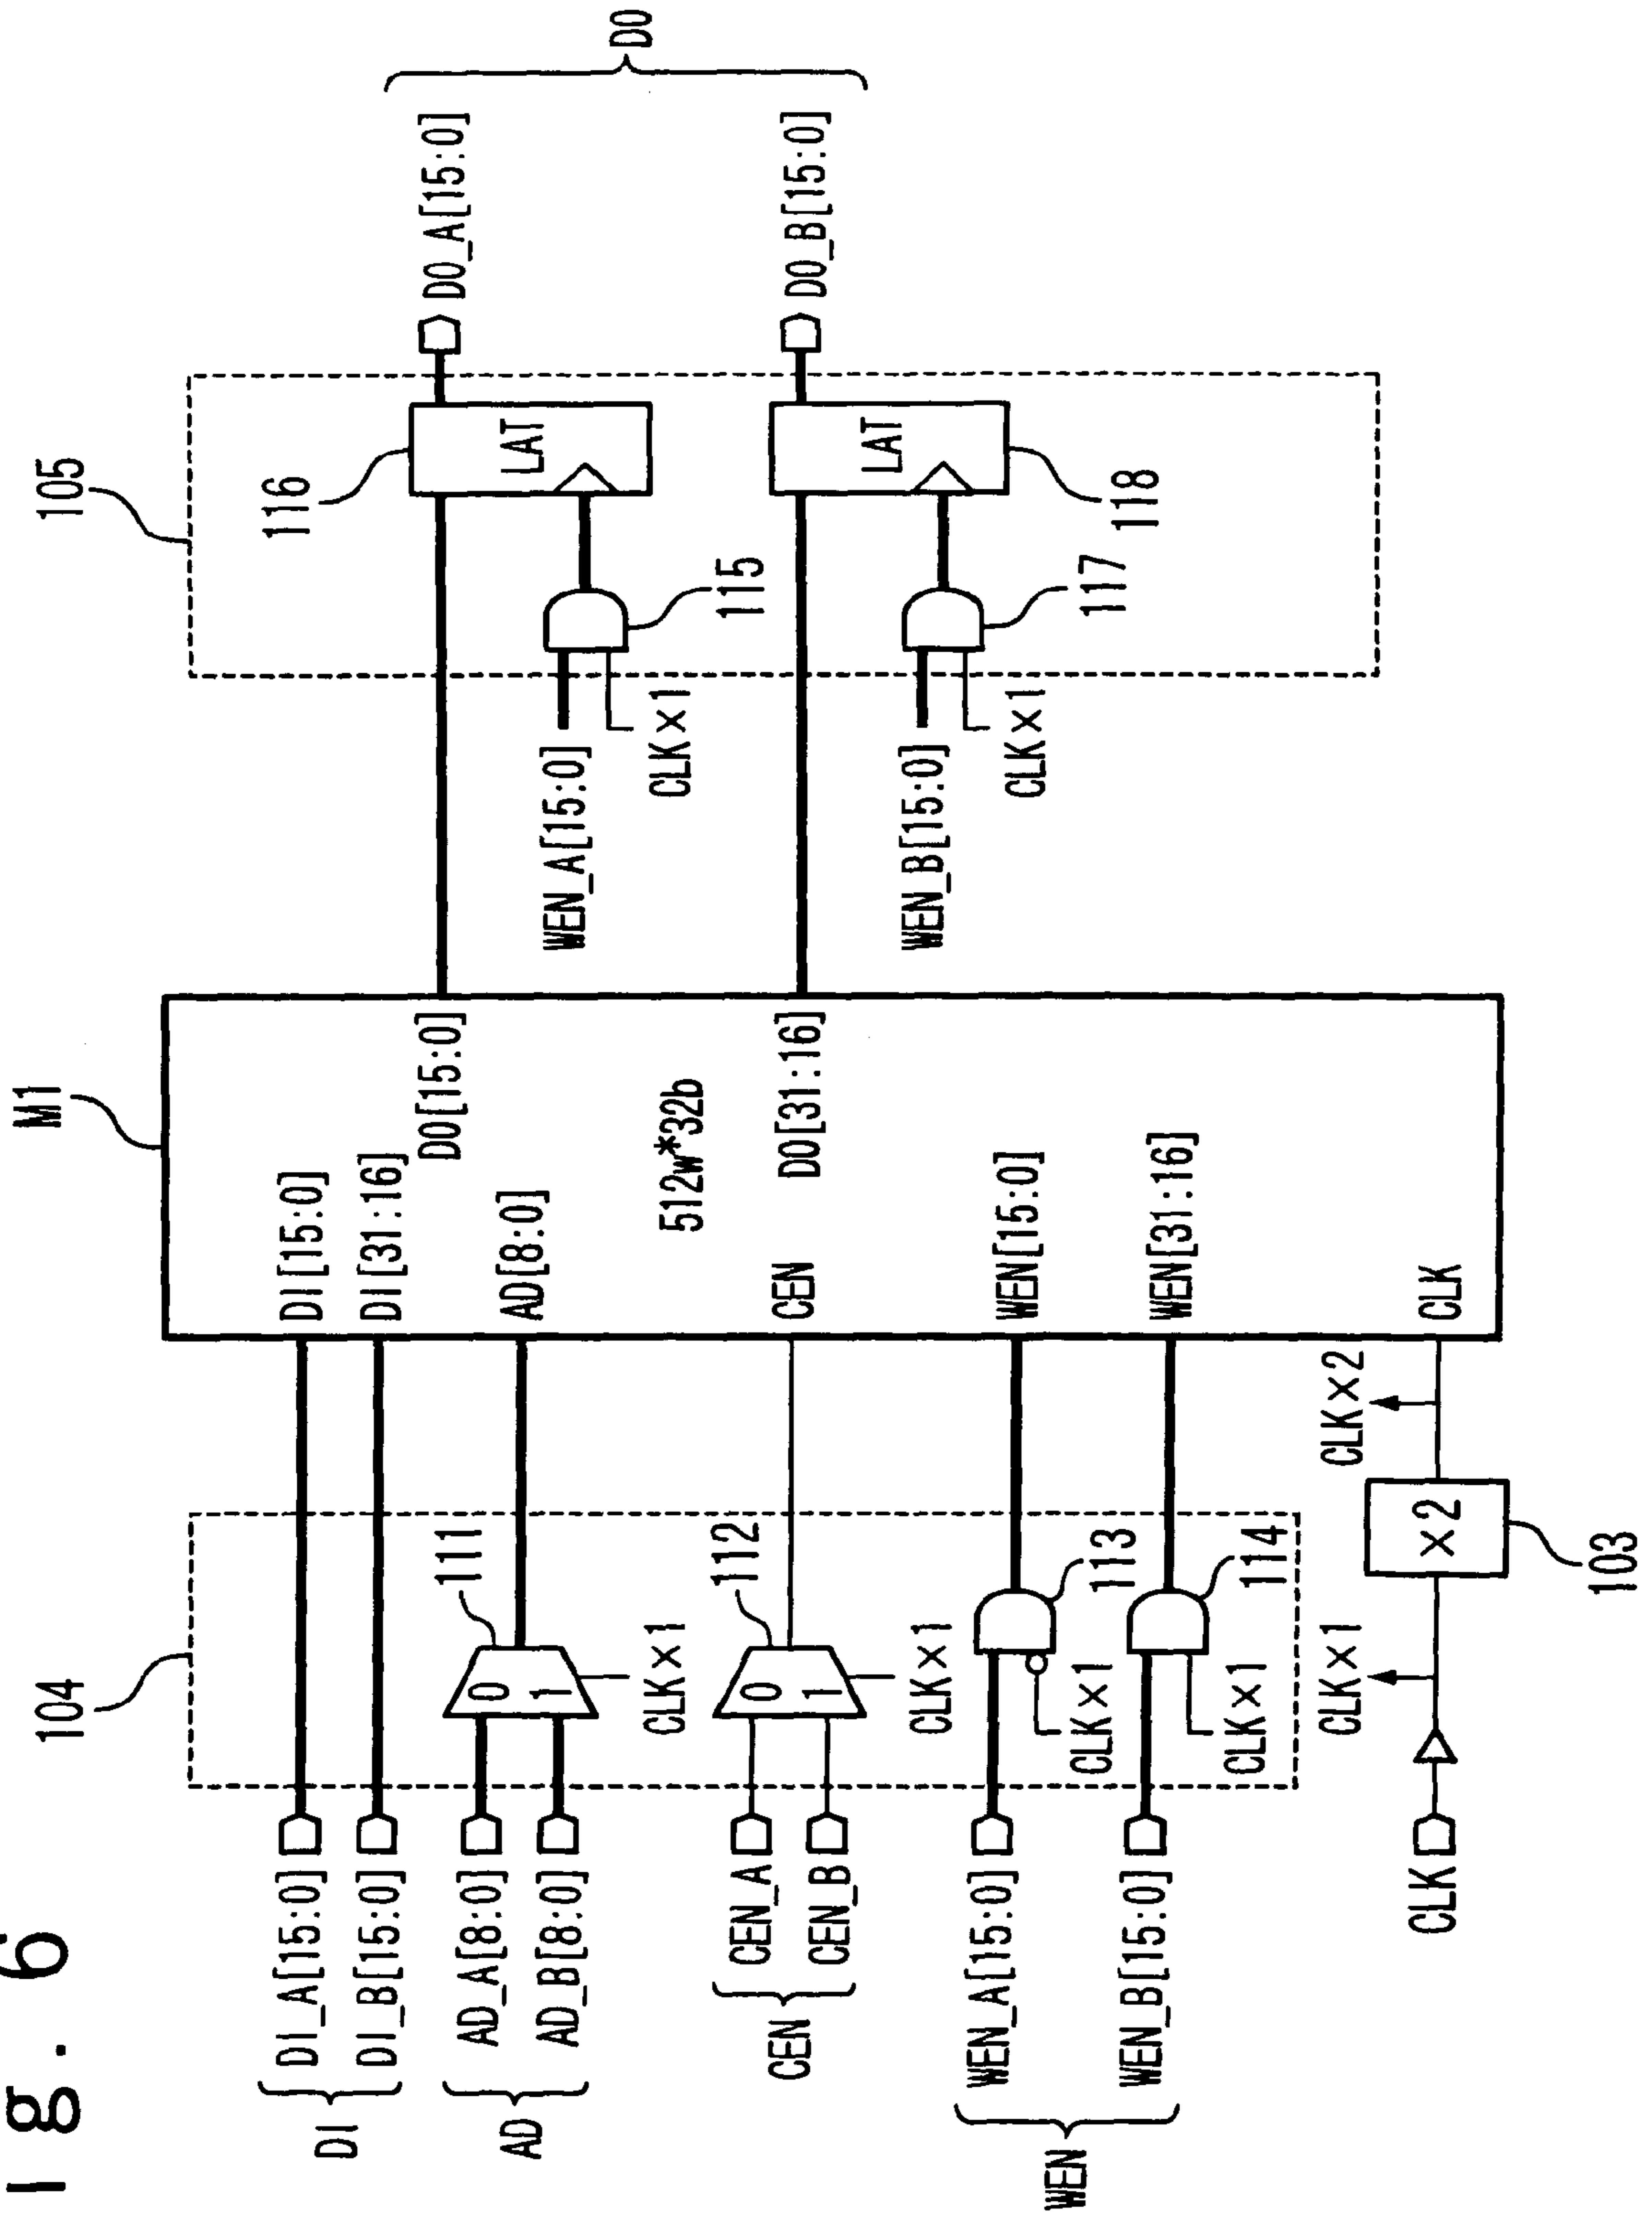 ig. 6
DI
DI_A[15:0]
DI_B[15:0]
AD
AD_A[8:0]
AD_B[8:0]
CEN
CEN_A
CEN_B
WEN
WEN_A[15:0]
WEN_B[15:0]
CLK
104
0
1
111
CLK×1
0
1
112
CLK×1
113
CLK×1
114
CLK×1
CLK×1
×2
103
CLK×2
M1
DI[15:0]
DI[31:16]
AD[8:0]
CEN
WEN[15:0]
WEN[31:16]
CLK
512w*32b
DO[15:0]
DO[31:16]
105
WEN_A[15:0]
CLK×1
115
116
LAT
WEN_B[15:0]
CLK×1
117
118
LAT
DO_A[15:0]
DO_B[15:0]
DO